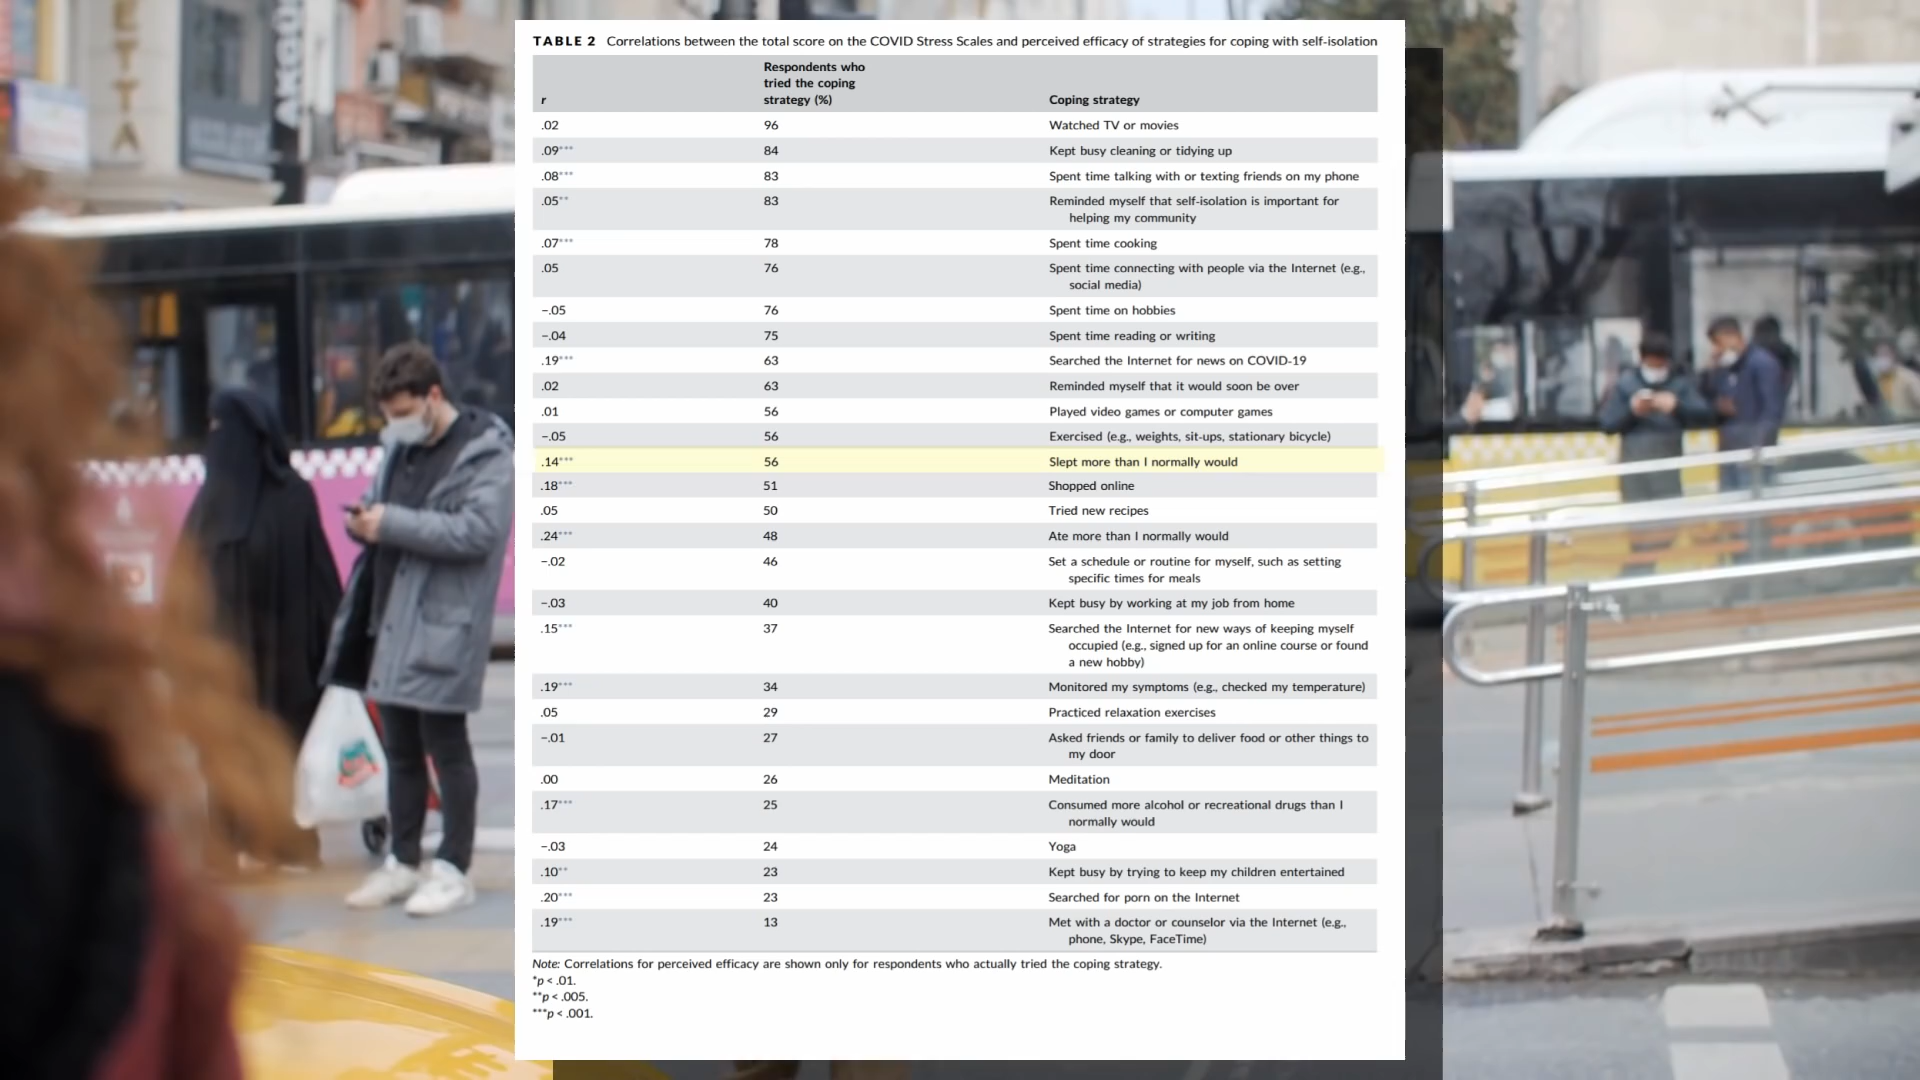 TABLE 2 Correlations between the total score on the COVID Stress Scales and perceived efficacy of strategies for coping with self-isolation
r Respondents who tried the coping strategy (%) Coping strategy
.02 96 Watched TV or movies
.09*** 84 Kept busy cleaning or tidying up
.08*** 83 Spent time talking with or texting friends on my phone
.05** 83 Reminded myself that self-isolation is important for
helping my community
.07*** 78 Spent time cooking
.05 76 Spent time connecting with people via the Internet (e.g.,
social media)
−.05 76 Spent time on hobbies
−.04 75 Spent time reading or writing
.19*** 63 Searched the Internet for news on COVID-19
.02 63 Reminded myself that it would soon be over
.01 56 Played video games or computer games
−.05 56 Exercised (e.g., weights, sit-ups, stationary bicycle)
.14*** 56 Slept more than I normally would
.18*** 51 Shopped online
.05 50 Tried new recipes
.24*** 48 Ate more than I normally would
−.02 46 Set a schedule or routine for myself, such as setting
specific times for meals
−.03 40 Kept busy by working at my job from home
.15*** 37 Searched the Internet for new ways of keeping myself
occupied (e.g., signed up for an online course or found
a new hobby)
.19*** 34 Monitored my symptoms (e.g., checked my temperature)
.05 29 Practiced relaxation exercises
−.01 27 Asked friends or family to deliver food or other things to
my door
.00 26 Meditation
.17*** 25 Consumed more alcohol or recreational drugs than I
normally would
−.03 24 Yoga
.10** 23 Kept busy by trying to keep my children entertained
.20*** 23 Searched for porn on the Internet
.19*** 13 Met with a doctor or counselor via the Internet (e.g.,
phone, Skype, FaceTime)
Note: Correlations for perceived efficacy are shown only for respondents who actually tried the coping strategy.
*p < .01.
**p < .005.
***p < .001.